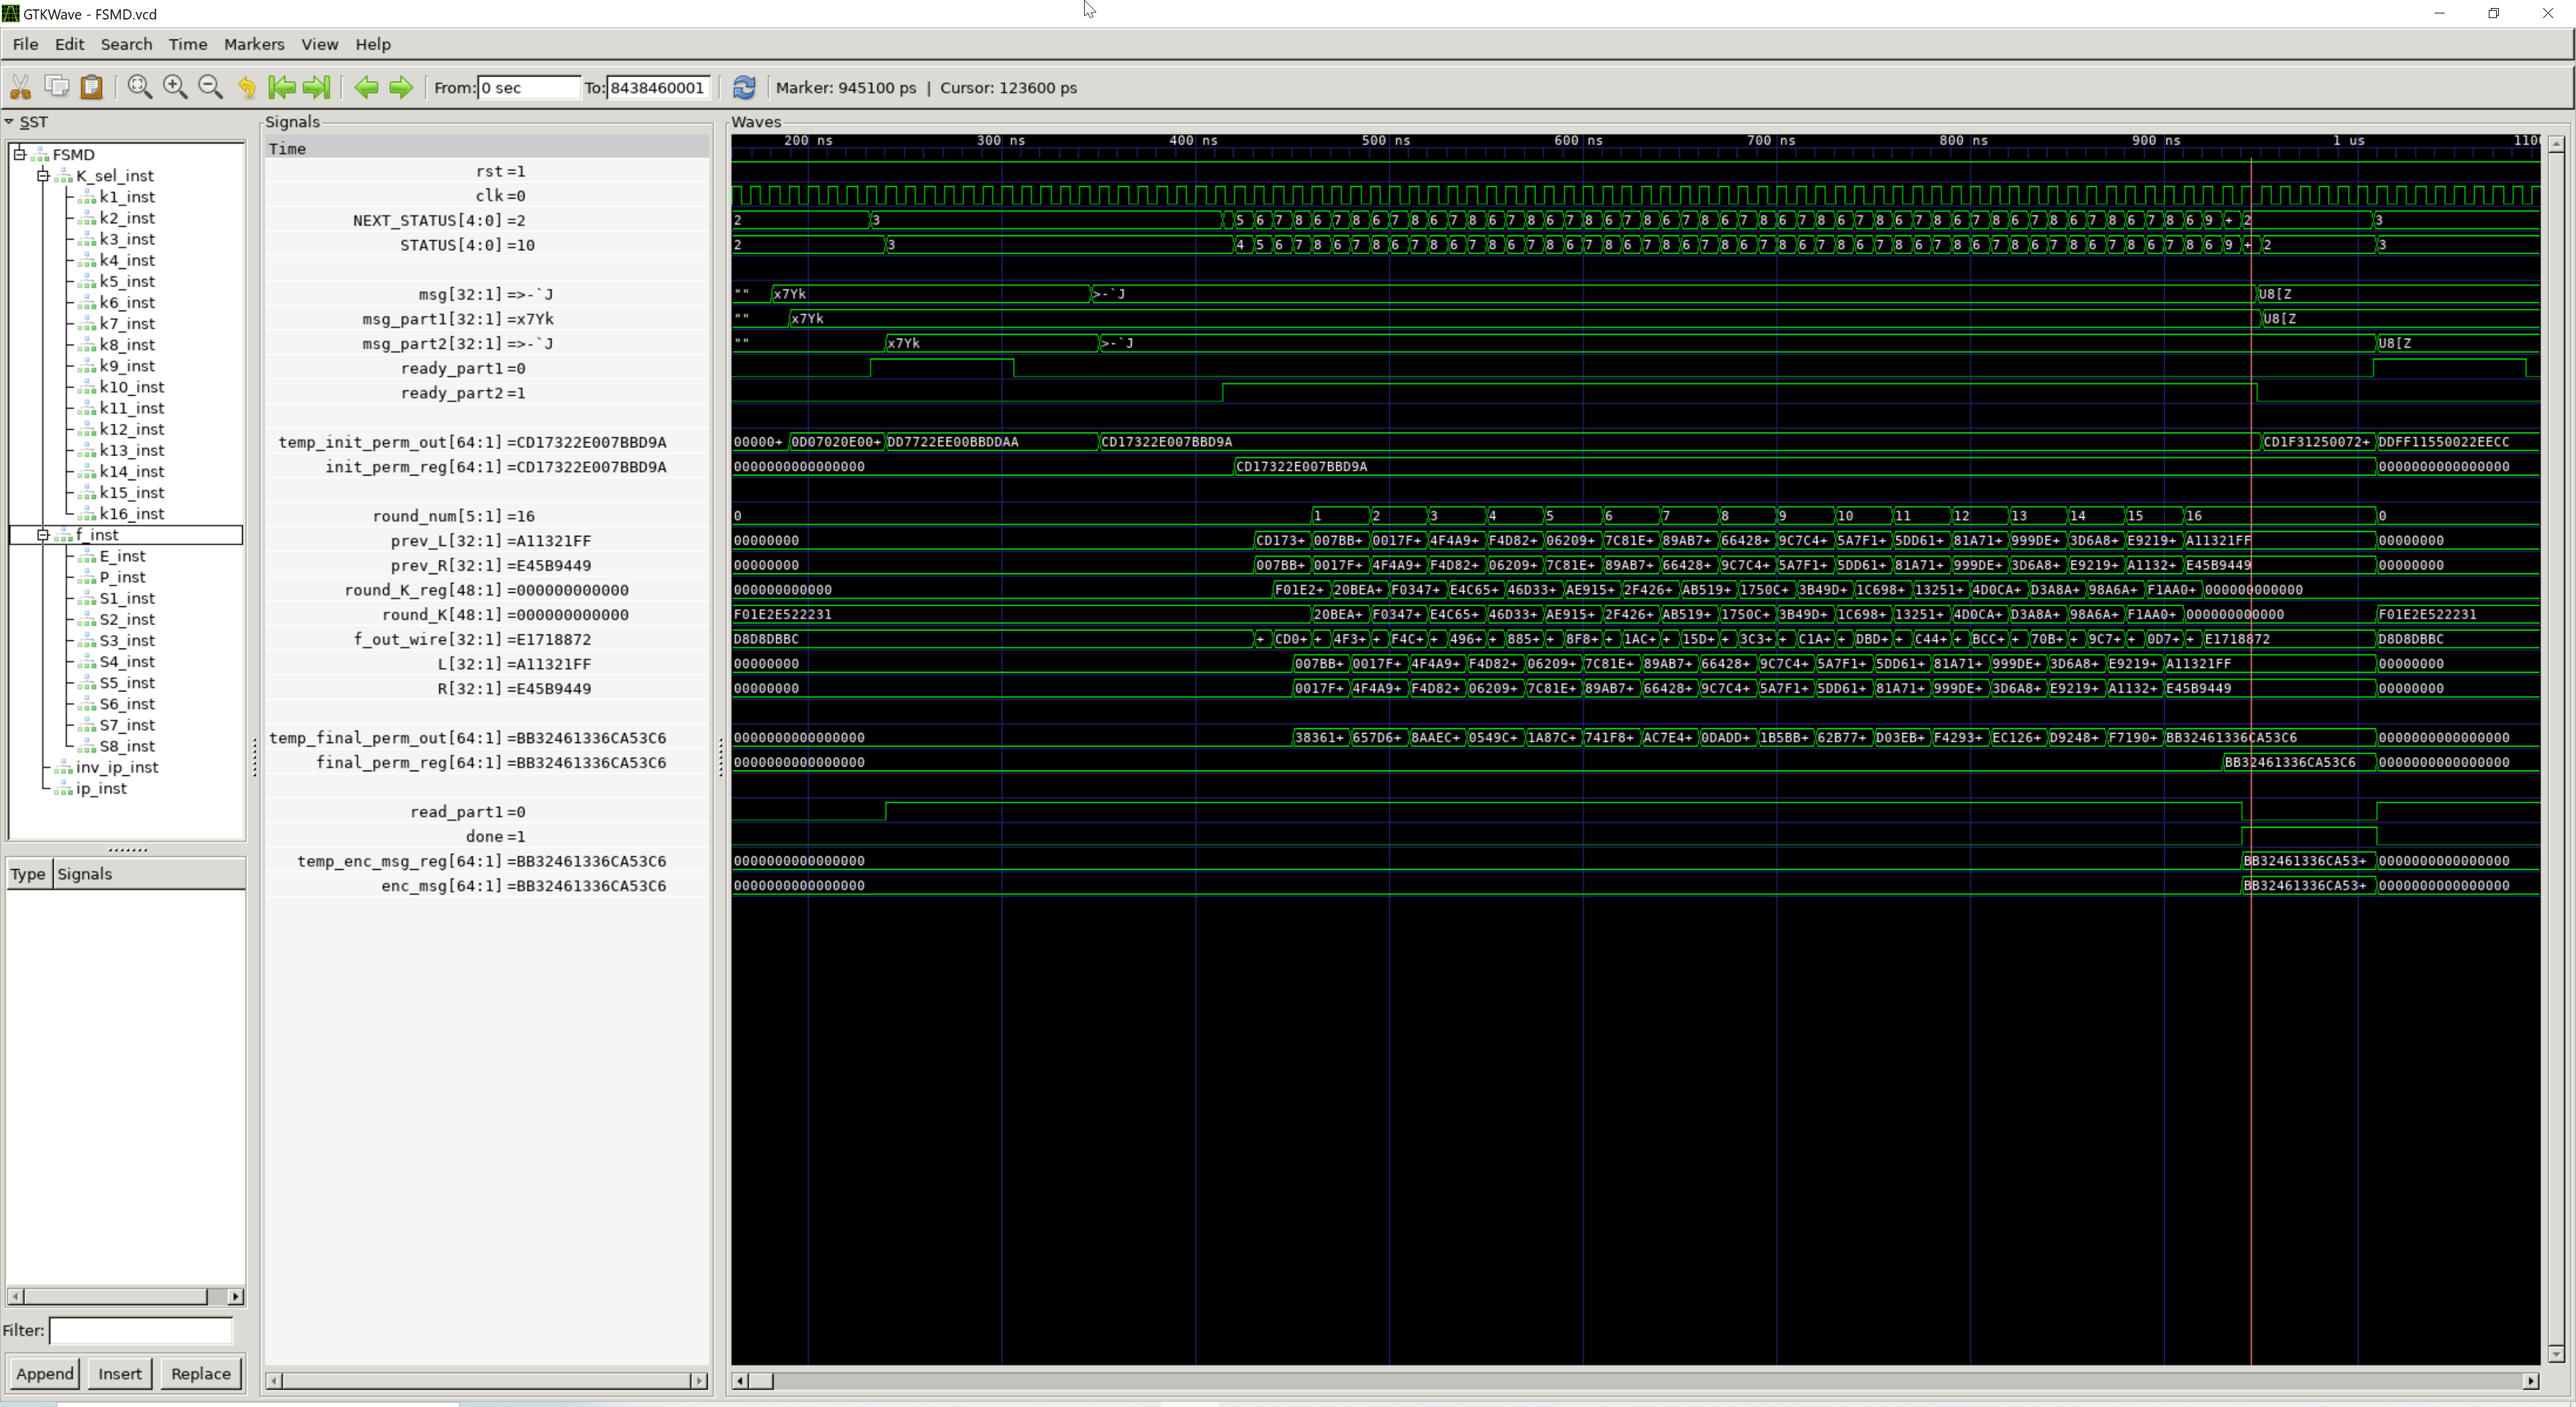 GTKWave - FSMD.vcd
File Edit Search Time Markers View Help
From: 0 sec To: 8438460001 Marker: 945100 ps | Cursor: 123600 ps
SST
FSMD
K_sel_inst
k1_inst
k2_inst
k3_inst
k4_inst
k5_inst
k6_inst
k7_inst
k8_inst
k9_inst
k10_inst
k11_inst
k12_inst
k13_inst
k14_inst
k15_inst
k16_inst
f_inst
E_inst
P_inst
S1_inst
S2_inst
S3_inst
S4_inst
S5_inst
S6_inst
S7_inst
S8_inst
inv_ip_inst
ip_inst
Type Signals
Filter:
Append Insert Replace
Signals
Time
rst =1
clk =0
NEXT_STATUS[4:0] =2
STATUS[4:0] =10
msg[32:1] =>-`J
msg_part1[32:1] =x7Yk
msg_part2[32:1] =>-`J
ready_part1 =0
ready_part2 =1
temp_init_perm_out[64:1] =CD17322E007BBD9A
init_perm_reg[64:1] =CD17322E007BBD9A
round_num[5:1] =16
prev_L[32:1] =A11321FF
prev_R[32:1] =E45B9449
round_K_reg[48:1] =000000000000
round_K[48:1] =000000000000
f_out_wire[32:1] =E1718872
L[32:1] =A11321FF
R[32:1] =E45B9449
temp_final_perm_out[64:1] =BB32461336CA53C6
final_perm_reg[64:1] =BB32461336CA53C6
read_part1 =0
done =1
temp_enc_msg_reg[64:1] =BB32461336CA53C6
enc_msg[64:1] =BB32461336CA53C6
Waves
200 ns 300 ns 400 ns 500 ns 600 ns 700 ns 800 ns 900 ns 1 us 110
2 3 5 6 7 8 6 7 8 6 7 8 6 7 8 6 7 8 6 7 8 6 7 8 6 7 8 6 7 8 6 7 8 6 7 8 6 7 8 6 7 8 6 7 8 6 7 8 6 7 8 6 9 + 2 3
2 3 4 5 6 7 8 6 7 8 6 7 8 6 7 8 6 7 8 6 7 8 6 7 8 6 7 8 6 7 8 6 7 8 6 7 8 6 7 8 6 7 8 6 7 8 6 7 8 6 7 8 6 9 + 2 3
"" x7Yk >-`J U8[Z
"" x7Yk U8[Z
"" x7Yk >-`J U8[Z
00000+ 0D07020E00+ DD7722EE00BBDDAA CD17322E007BBD9A CD1F31250072+ DDFF11550022EECC
0000000000000000 CD17322E007BBD9A 0000000000000000
0 1 2 3 4 5 6 7 8 9 10 11 12 13 14 15 16 0
00000000 CD173+ 007BB+ 0017F+ 4F4A9+ F4D82+ 06209+ 7C81E+ 89AB7+ 66428+ 9C7C4+ 5A7F1+ 5DD61+ 81A71+ 999DE+ 3D6A8+ E9219+ A11321FF 00000000
00000000 007BB+ 0017F+ 4F4A9+ F4D82+ 06209+ 7C81E+ 89AB7+ 66428+ 9C7C4+ 5A7F1+ 5DD61+ 81A71+ 999DE+ 3D6A8+ E9219+ A1132+ E45B9449 00000000
000000000000 F01E2+ 20BEA+ F0347+ E4C65+ 46D33+ AE915+ 2F426+ AB519+ 1750C+ 3B49D+ 1C698+ 13251+ 4D0CA+ D3A8A+ 98A6A+ F1AA0+ 000000000000
F01E2E522231 20BEA+ F0347+ E4C65+ 46D33+ AE915+ 2F426+ AB519+ 1750C+ 3B49D+ 1C698+ 13251+ 4D0CA+ D3A8A+ 98A6A+ F1AA0+ 000000000000 F01E2E522231
D8D8DBBC + CD0+ + 4F3+ + F4C+ + 496+ + 885+ + 8F8+ + 1AC+ + 15D+ + 3C3+ + C1A+ + DBD+ + C44+ + BCC+ + 70B+ + 9C7+ + 0D7+ + E1718872 D8D8DBBC
00000000 007BB+ 0017F+ 4F4A9+ F4D82+ 06209+ 7C81E+ 89AB7+ 66428+ 9C7C4+ 5A7F1+ 5DD61+ 81A71+ 999DE+ 3D6A8+ E9219+ A11321FF 00000000
00000000 0017F+ 4F4A9+ F4D82+ 06209+ 7C81E+ 89AB7+ 66428+ 9C7C4+ 5A7F1+ 5DD61+ 81A71+ 999DE+ 3D6A8+ E9219+ A1132+ E45B9449 00000000
0000000000000000 38361+ 657D6+ 8AAEC+ 0549C+ 1A87C+ 741F8+ AC7E4+ 0DADD+ 1B5BB+ 62B77+ D03EB+ F4293+ EC126+ D9248+ F7190+ BB32461336CA53C6 0000000000000000
0000000000000000 BB32461336CA53C6 0000000000000000
0000000000000000 BB32461336CA53+ 0000000000000000
0000000000000000 BB32461336CA53+ 0000000000000000